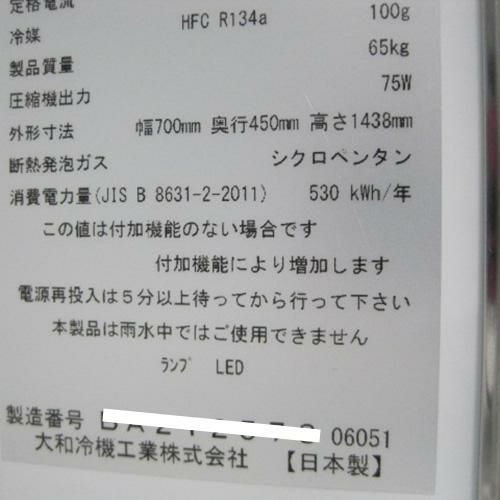 定格電流
冷媒 HFC R134a 100g
製品質量 65kg
圧縮機出力 75W
外形寸法 幅700mm 奥行450mm 高さ1438mm
断熱発泡ガス シクロペンタン
消費電力量(JIS B 8631-2-2011) 530 kWh/年
この値は付加機能のない場合です
付加機能により増加します
電源再投入は5分以上待ってから行って下さい
本製品は雨水中ではご使用できません
ﾗﾝﾌﾟ LED
製造番号 06051
大和冷機工業株式会社 【日本製】